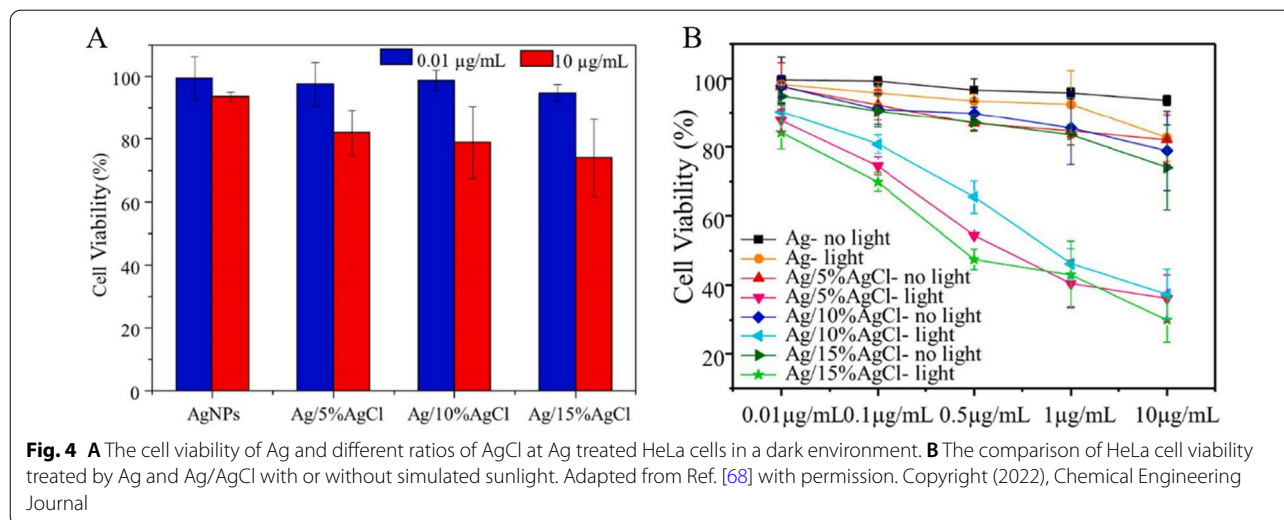 A
0.01 µg/mL
10 µg/mL
Cell Viability (%)
100
80
60
40
20
0
AgNPs
Ag/5%AgCl
Ag/10%AgCl
Ag/15%AgCl
B
Cell Viability (%)
100
80
60
40
20
Ag- no light
Ag- light
Ag/5%AgCl- no light
Ag/5%AgCl- light
Ag/10%AgCl- no light
Ag/10%AgCl- light
Ag/15%AgCl- no light
Ag/15%AgCl- light
0.01µg/mL
0.1µg/mL
0.5µg/mL
1µg/mL
10µg/mL
Fig. 4 A The cell viability of Ag and different ratios of AgCl at Ag treated HeLa cells in a dark environment. B The comparison of HeLa cell viability
treated by Ag and Ag/AgCl with or without simulated sunlight. Adapted from Ref. [68] with permission. Copyright (2022), Chemical Engineering
Journal